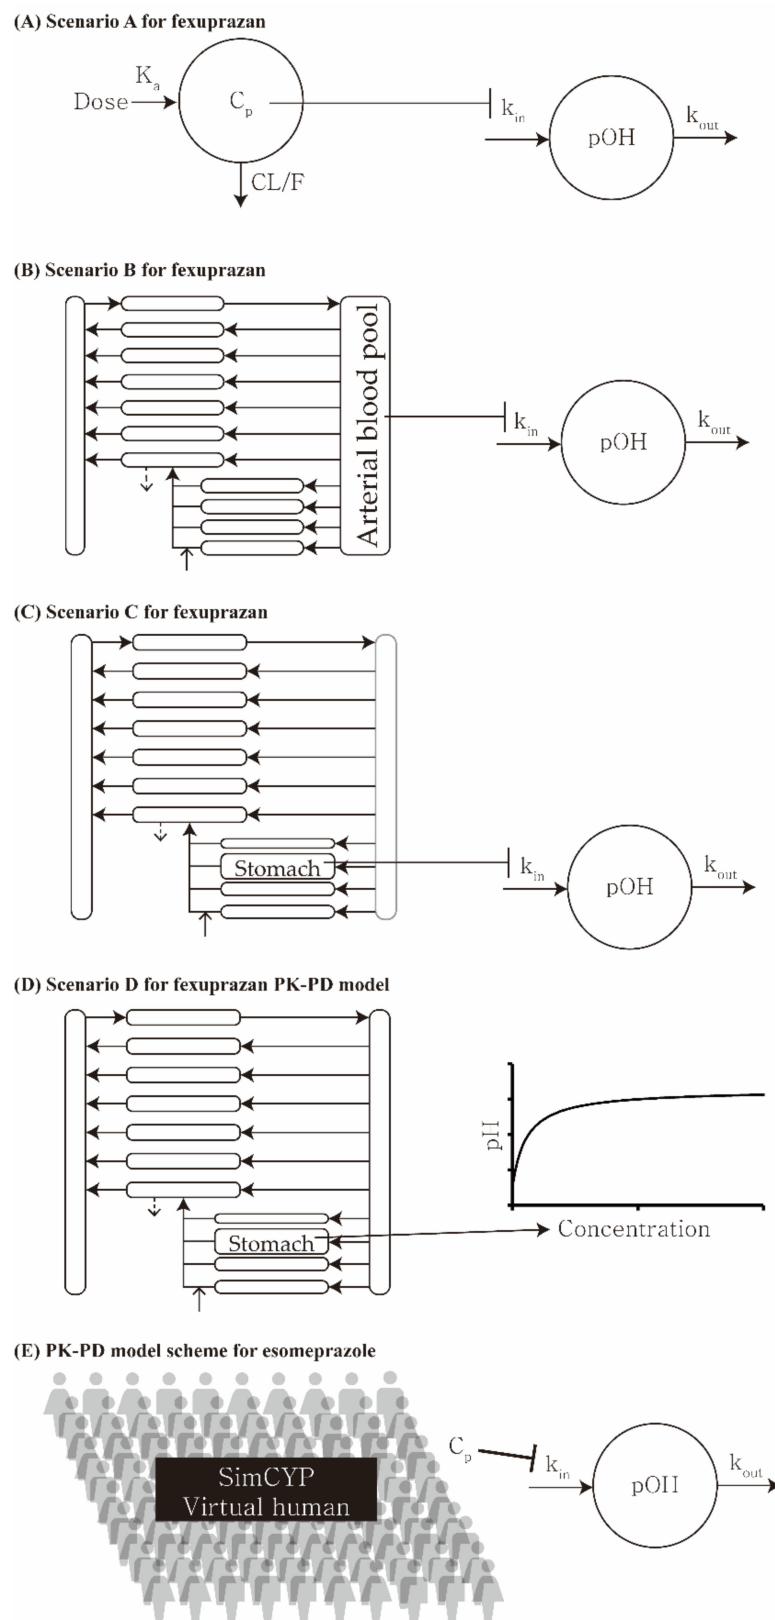 (A) Scenario A for fexuprazan
Dose
Ka
Cp
CL/F
kin
pOH
kout
(B) Scenario B for fexuprazan
Arterial blood pool
kin
pOH
kout
(C) Scenario C for fexuprazan
Stomach
kin
pOH
kout
(D) Scenario D for fexuprazan PK-PD model
Stomach
pH
Concentration
(E) PK-PD model scheme for esomeprazole
SimCYP
Virtual human
Cp
kin
pOH
kout